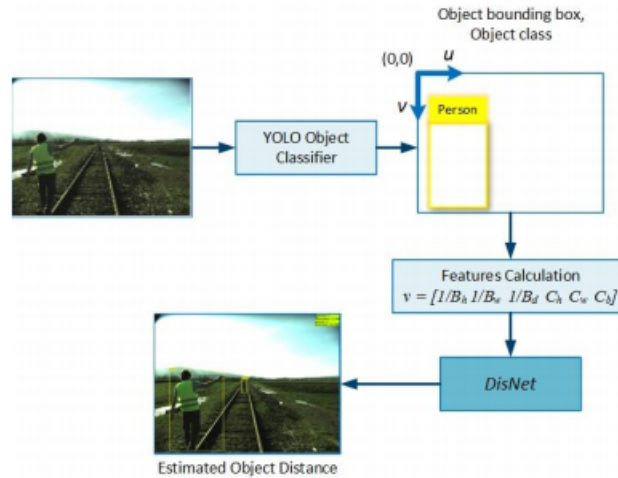 Object bounding box,
Object class
(0,0)
u
v
Person
YOLO Object
Classifier
Features Calculation
v = [1/Bh 1/Bw 1/Bd Ch Cw Cb]
DisNet
Estimated Object Distance